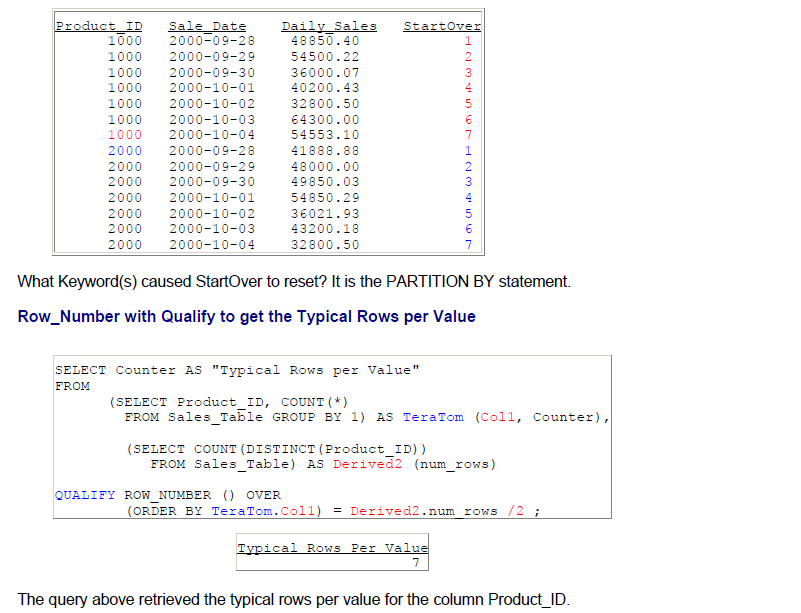 Product_ID Sale_Date Daily_Sales StartOver
1000 2000-09-28 48850.40 1
1000 2000-09-29 54500.22 2
1000 2000-09-30 36000.07 3
1000 2000-10-01 40200.43 4
1000 2000-10-02 32800.50 5
1000 2000-10-03 64300.00 6
1000 2000-10-04 54553.10 7
2000 2000-09-28 41888.88 1
2000 2000-09-29 48000.00 2
2000 2000-09-30 49850.03 3
2000 2000-10-01 54850.29 4
2000 2000-10-02 36021.93 5
2000 2000-10-03 43200.18 6
2000 2000-10-04 32800.50 7
What Keyword(s) caused StartOver to reset? It is the PARTITION BY statement.
Row_Number with Qualify to get the Typical Rows per Value
SELECT Counter AS "Typical Rows per Value"
FROM
(SELECT Product_ID, COUNT(*)
FROM Sales_Table GROUP BY 1) AS TeraTom (Col1, Counter),
(SELECT COUNT(DISTINCT(Product_ID))
FROM Sales_Table) AS Derived2 (num_rows)
QUALIFY ROW_NUMBER () OVER
(ORDER BY TeraTom.Col1) = Derived2.num_rows /2 ;
Typical Rows Per Value
7
The query above retrieved the typical rows per value for the column Product_ID.